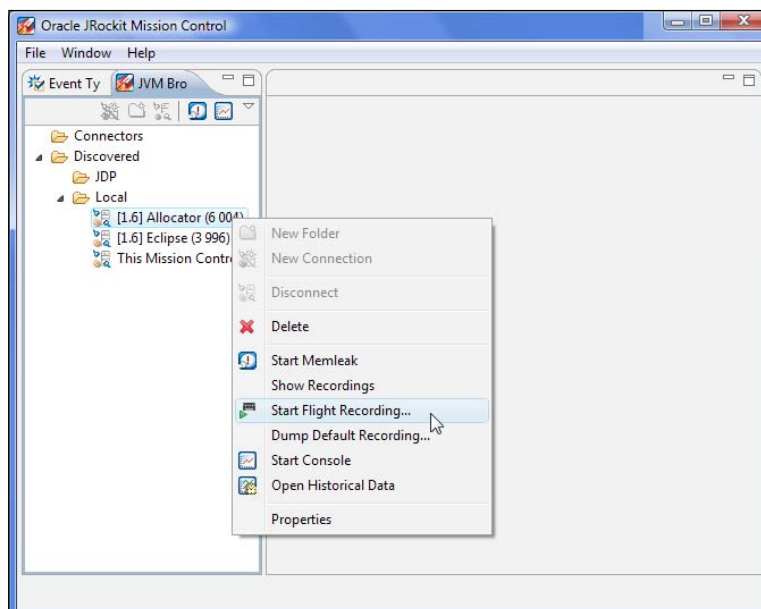 Oracle JRockit Mission Control
File Window Help
Event Ty JVM Bro
Connectors
Discovered
JDP
Local
[1.6] Allocator (6 004)
[1.6] Eclipse (3 996)
This Mission Contr
New Folder
New Connection
Disconnect
Delete
Start Memleak
Show Recordings
Start Flight Recording...
Dump Default Recording...
Start Console
Open Historical Data
Properties